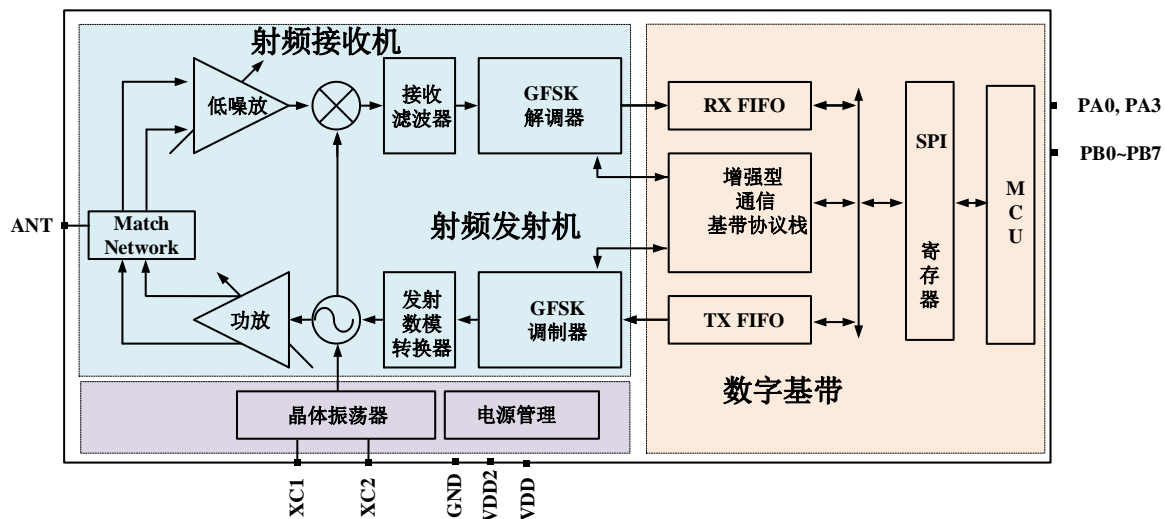 射频接收机
低噪放
接收
滤波器
GFSK
解调器
RX FIFO
PA0, PA3
PB0~PB7
SPI
寄存器
MCU
增强型
通信
基带协议栈
ANT
Match
Network
射频发射机
功放
发射
数模
转换器
GFSK
调制器
TX FIFO
数字基带
晶体振荡器
电源管理
XC1
XC2
GND
VDD2
VDD